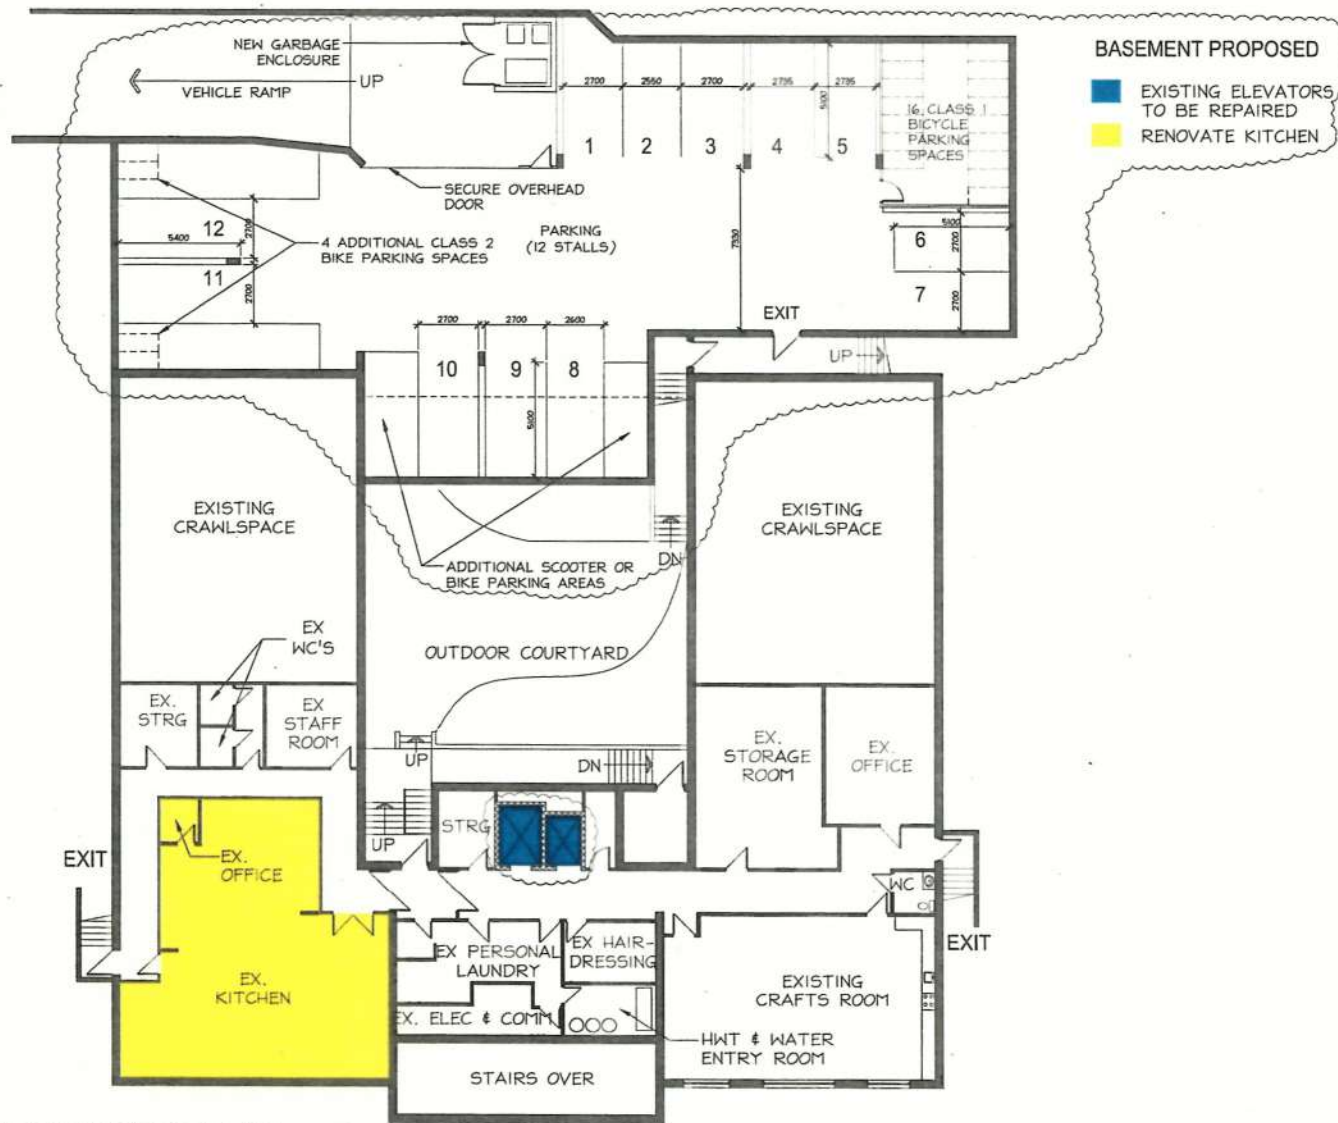 BASEMENT PROPOSED
EXISTING ELEVATORS
TO BE REPAIRED
RENOVATE KITCHEN
NEW GARBAGE
ENCLOSURE
UP
VEHICLE RAMP
2700
2550
2700
2795
2785
5100
16 CLASS 1
BICYCLE
PARKING
SPACES
1
2
3
4
5
SECURE OVERHEAD
DOOR
12
2700
5400
11
2700
4 ADDITIONAL CLASS 2
BIKE PARKING SPACES
PARKING
(12 STALLS)
7330
5100
6
2700
7
2700
EXIT
UP
2700
2700
2600
10
9
8
5100
EXISTING
CRAWLSPACE
EXISTING
CRAWLSPACE
DN
ADDITIONAL SCOOTER OR
BIKE PARKING AREAS
EX
WC'S
OUTDOOR COURTYARD
EX.
STRG
EX
STAFF
ROOM
EX.
STORAGE
ROOM
EX.
OFFICE
UP
DN
UP
STRG
EXIT
EX.
OFFICE
WC
EXIT
EX PERSONAL
LAUNDRY
EX HAIR-
DRESSING
EX.
KITCHEN
EXISTING
CRAFTS ROOM
EX. ELEC & COMM
HWT & WATER
ENTRY ROOM
STAIRS OVER